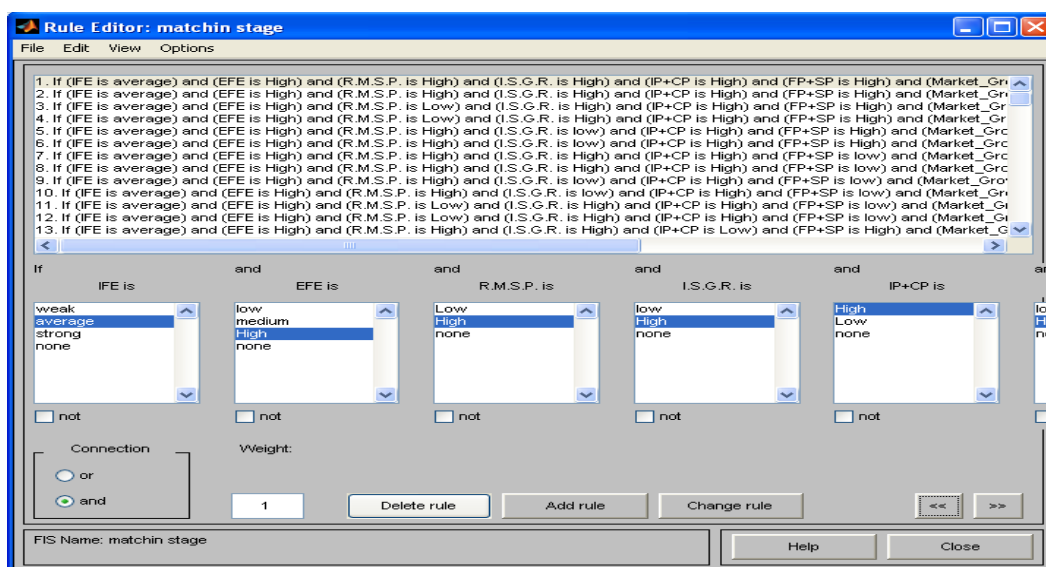 Rule Editor: matchin stage
File Edit View Options
1. If (IFE is average) and (EFE is High) and (R.M.S.P. is High) and (I.S.G.R. is High) and (IP+CP is High) and (FP+SP is High) and (Market_Gr
2. If (IFE is average) and (EFE is High) and (R.M.S.P. is High) and (I.S.G.R. is High) and (IP+CP is High) and (FP+SP is High) and (Market_Gro
3. If (IFE is average) and (EFE is High) and (R.M.S.P. is Low) and (I.S.G.R. is High) and (IP+CP is High) and (FP+SP is High) and (Market_Gr
4. If (IFE is average) and (EFE is High) and (R.M.S.P. is Low) and (I.S.G.R. is High) and (IP+CP is High) and (FP+SP is High) and (Market_Gr
5. If (IFE is average) and (EFE is High) and (R.M.S.P. is High) and (I.S.G.R. is low) and (IP+CP is High) and (FP+SP is High) and (Market_Gro
6. If (IFE is average) and (EFE is High) and (R.M.S.P. is High) and (I.S.G.R. is low) and (IP+CP is High) and (FP+SP is High) and (Market_Gro
7. If (IFE is average) and (EFE is High) and (R.M.S.P. is High) and (I.S.G.R. is High) and (IP+CP is High) and (FP+SP is low) and (Market_Gro
8. If (IFE is average) and (EFE is High) and (R.M.S.P. is High) and (I.S.G.R. is High) and (IP+CP is High) and (FP+SP is low) and (Market_Gro
9. If (IFE is average) and (EFE is High) and (R.M.S.P. is High) and (I.S.G.R. is low) and (IP+CP is High) and (FP+SP is low) and (Market_Grov
10. If (IFE is average) and (EFE is High) and (R.M.S.P. is High) and (I.S.G.R. is low) and (IP+CP is High) and (FP+SP is low) and (Market_Gro
11. If (IFE is average) and (EFE is High) and (R.M.S.P. is Low) and (I.S.G.R. is High) and (IP+CP is High) and (FP+SP is low) and (Market_Gr
12. If (IFE is average) and (EFE is High) and (R.M.S.P. is Low) and (I.S.G.R. is High) and (IP+CP is High) and (FP+SP is low) and (Market_Gr
13. If (IFE is average) and (EFE is High) and (R.M.S.P. is High) and (I.S.G.R. is High) and (IP+CP is Low) and (FP+SP is High) and (Market_G
If and and and and
IFE is EFE is R.M.S.P. is I.S.G.R. is IP+CP is
weak low Low low High
average medium High High Low
strong High none none none
none none
not not not not not
Connection Weight:
or
and 1 Delete rule Add rule Change rule << >>
FIS Name: matchin stage Help Close